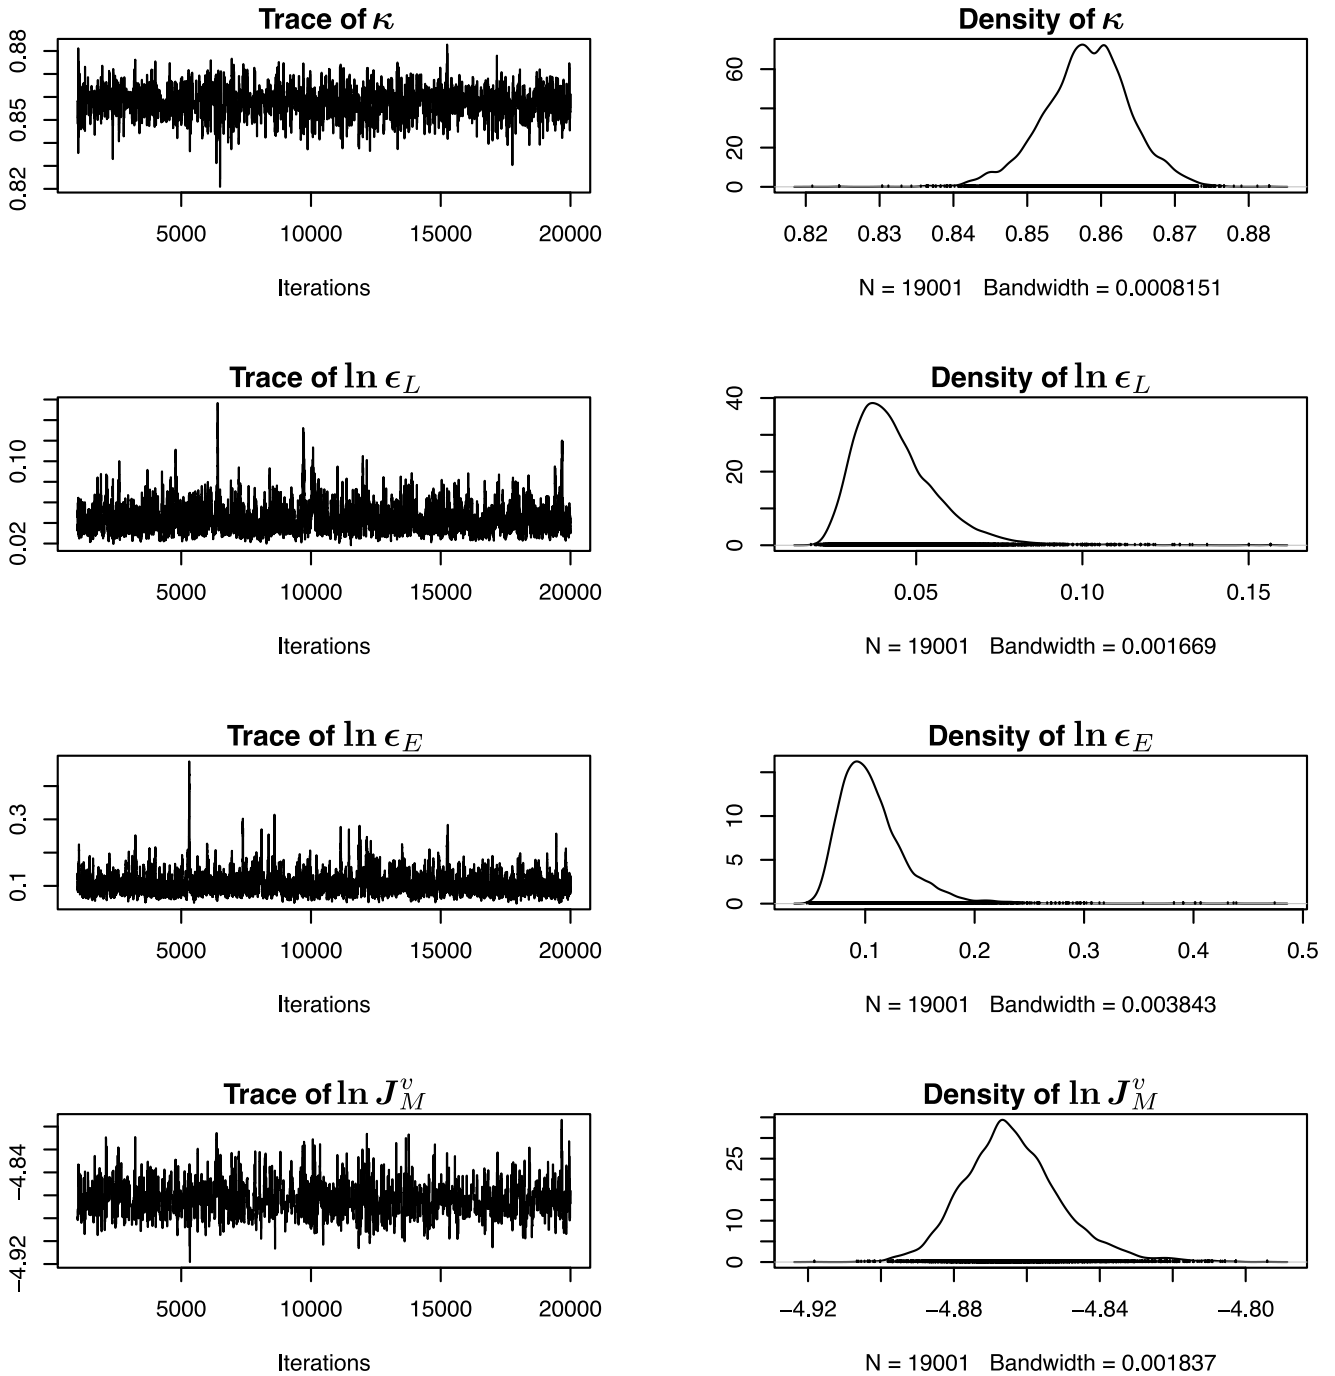 Trace of κ
0.82 0.85 0.88
5000 10000 15000 20000
Iterations
Density of κ
0 20 60
0.82 0.83 0.84 0.85 0.86 0.87 0.88
N = 19001 Bandwidth = 0.0008151
Trace of ln ϵ_L
0.02 0.10
5000 10000 15000 20000
Iterations
Density of ln ϵ_L
0 20 40
0.05 0.10 0.15
N = 19001 Bandwidth = 0.001669
Trace of ln ϵ_E
0.1 0.3
5000 10000 15000 20000
Iterations
Density of ln ϵ_E
0 5 10
0.1 0.2 0.3 0.4 0.5
N = 19001 Bandwidth = 0.003843
Trace of ln J_M^v
−4.92 −4.84
5000 10000 15000 20000
Iterations
Density of ln J_M^v
0 10 25
−4.92 −4.88 −4.84 −4.80
N = 19001 Bandwidth = 0.001837